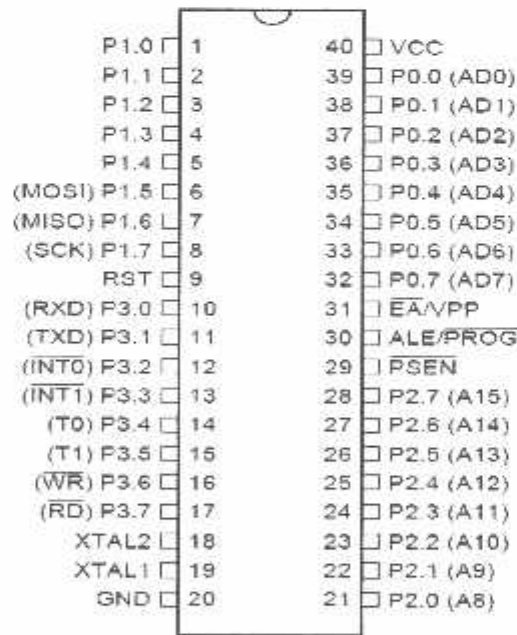 P1.0 1 40 VCC
P1.1 2 39 P0.0 (AD0)
P1.2 3 38 P0.1 (AD1)
P1.3 4 37 P0.2 (AD2)
P1.4 5 36 P0.3 (AD3)
(MOSI) P1.5 6 35 P0.4 (AD4)
(MISO) P1.6 7 34 P0.5 (AD5)
(SCK) P1.7 8 33 P0.6 (AD6)
RST 9 32 P0.7 (AD7)
(RXD) P3.0 10 31 E̅A̅/VPP
(TXD) P3.1 11 30 ALE/P̅R̅O̅G̅
(I̅N̅T̅0̅) P3.2 12 29 P̅S̅E̅N̅
(I̅N̅T̅1̅) P3.3 13 28 P2.7 (A15)
(T0) P3.4 14 27 P2.6 (A14)
(T1) P3.5 15 26 P2.5 (A13)
(W̅R̅) P3.6 16 25 P2.4 (A12)
(R̅D̅) P3.7 17 24 P2.3 (A11)
XTAL2 18 23 P2.2 (A10)
XTAL1 19 22 P2.1 (A9)
GND 20 21 P2.0 (A8)